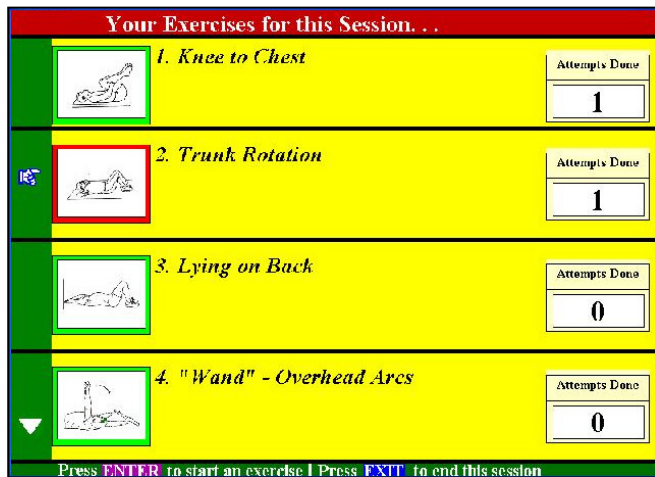 Your Exercises for this Session. . .
1. Knee to Chest
Attempts Done
1
2. Trunk Rotation
Attempts Done
1
3. Lying on Back
Attempts Done
0
4. "Wand" - Overhead Arcs
Attempts Done
0
Press ENTER to start an exercise | Press EXIT to end this session